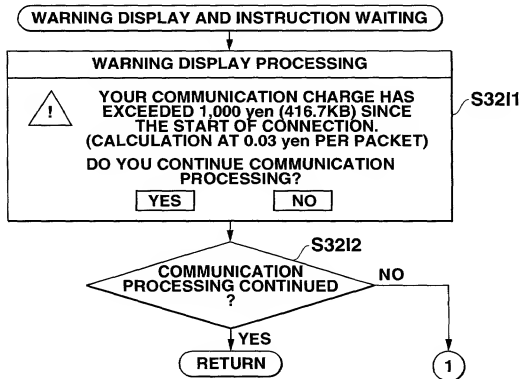 WARNING DISPLAY AND INSTRUCTION WAITING
WARNING DISPLAY PROCESSING
S32I1
!
YOUR COMMUNICATION CHARGE HAS
EXCEEDED 1,000 yen (416.7KB) SINCE
THE START OF CONNECTION.
(CALCULATION AT 0.03 yen PER PACKET)
DO YOU CONTINUE COMMUNICATION
PROCESSING?
YES NO
S32I2
COMMUNICATION
PROCESSING CONTINUED
?
NO
YES
RETURN
1